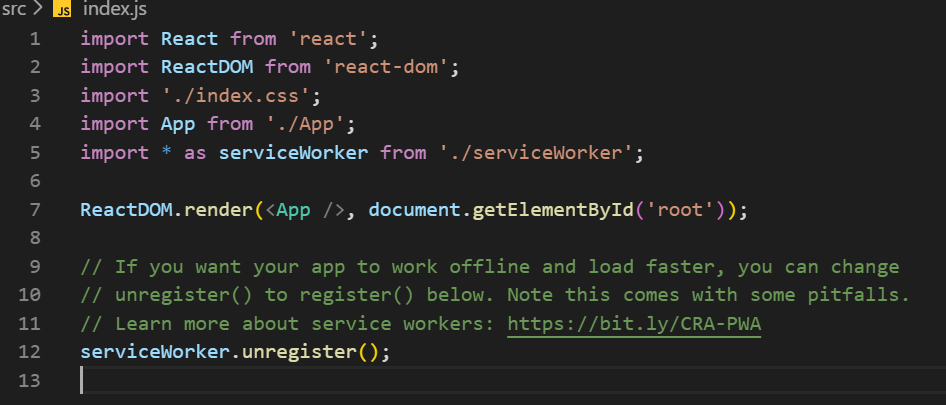 src > JS index.js
1 import React from 'react';
2 import ReactDOM from 'react-dom';
3 import './index.css';
4 import App from './App';
5 import * as serviceWorker from './serviceWorker';
6
7 ReactDOM.render(<App />, document.getElementById('root'));
8
9 // If you want your app to work offline and load faster, you can change
10 // unregister() to register() below. Note this comes with some pitfalls.
11 // Learn more about service workers: https://bit.ly/CRA-PWA
12 serviceWorker.unregister();
13